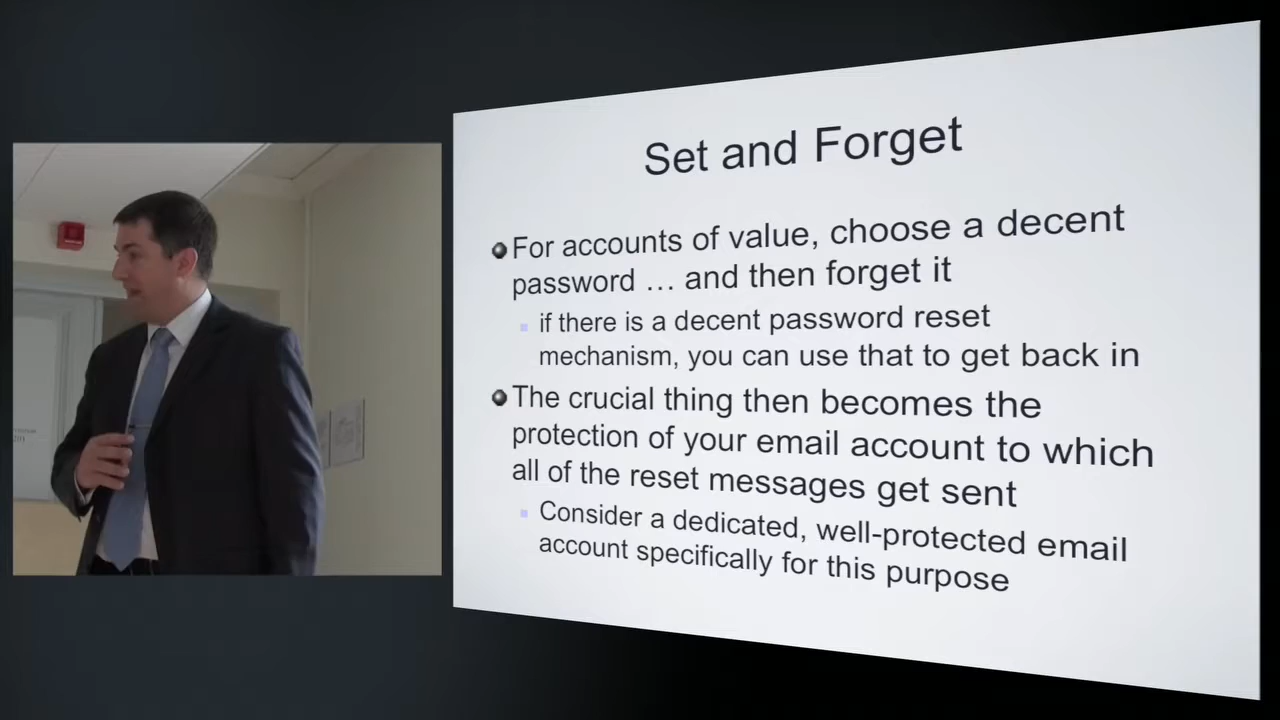 Set and Forget
For accounts of value, choose a decent
password … and then forget it
if there is a decent password reset
mechanism, you can use that to get back in
The crucial thing then becomes the
protection of your email account to which
all of the reset messages get sent
Consider a dedicated, well-protected email
account specifically for this purpose